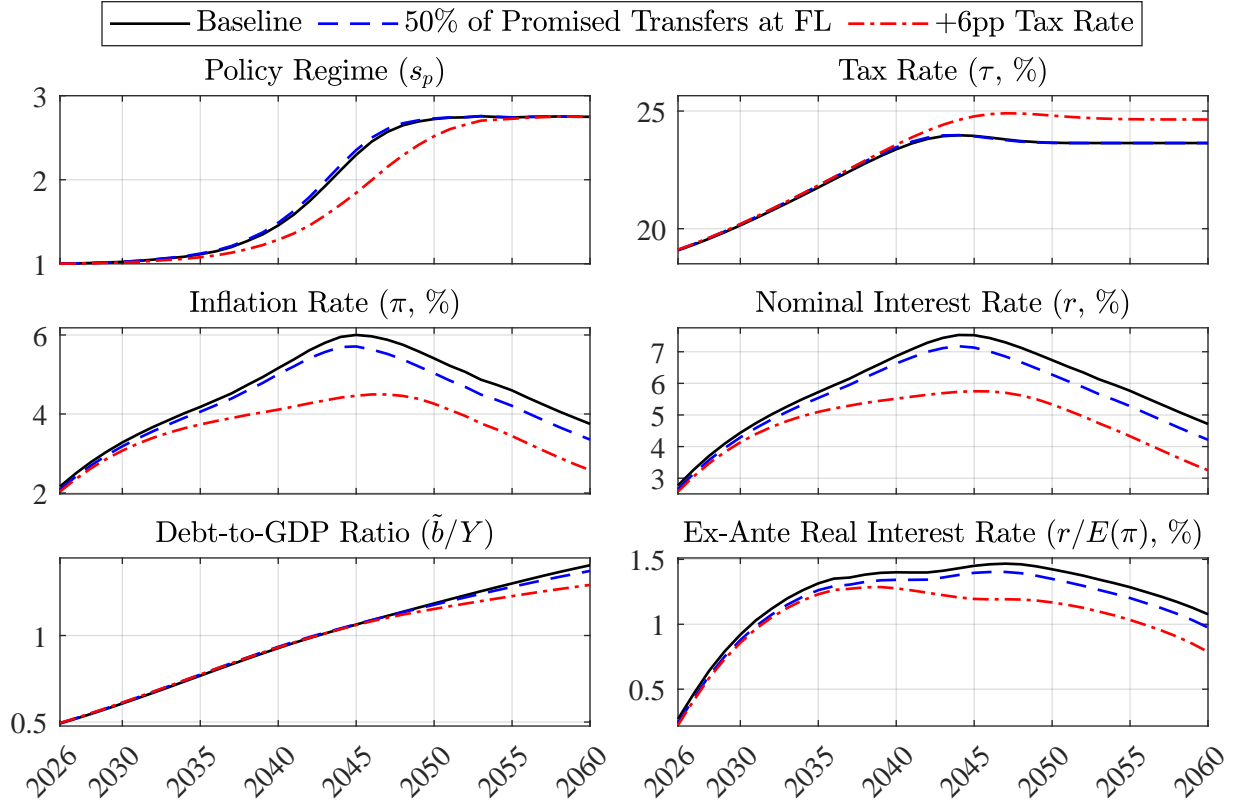 Baseline 50% of Promised Transfers at FL +6pp Tax Rate
Policy Regime (s_p)
3
2
1
Tax Rate (τ, %)
25
20
Inflation Rate (π, %)
6
4
2
Nominal Interest Rate (r, %)
7
6
5
4
3
Debt-to-GDP Ratio (b̃/Y)
1
0.5
2026 2030 2035 2040 2045 2050 2055 2060
Ex-Ante Real Interest Rate (r/E(π), %)
1.5
1
0.5
2026 2030 2035 2040 2045 2050 2055 2060